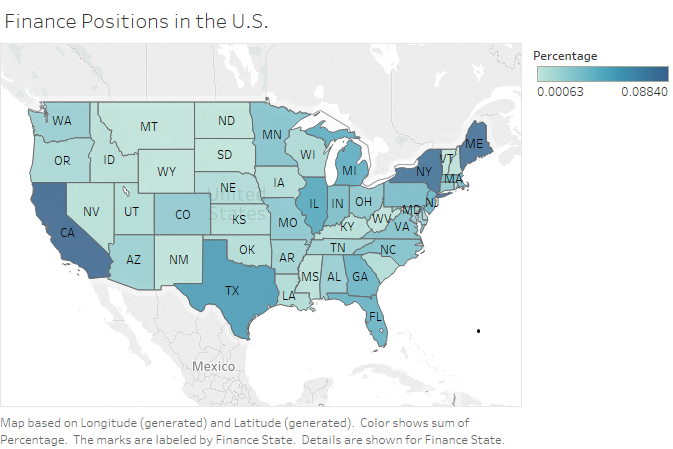 Finance Positions in the U.S.
Percentage
0.00063 0.08840
WA
MT
ND
MN
ME
OR
ID
SD
WI
MI
VT
NY
MA
WY
NE
IA
NV
UT
CO
United
States
KS
MO
IL
IN
OH
NJ
CA
KY
WV
VA
MD
AZ
NM
OK
AR
TN
NC
TX
LA
MS
AL
GA
FL
Mexico
Map based on Longitude (generated) and Latitude (generated). Color shows sum of
Percentage. The marks are labeled by Finance State. Details are shown for Finance State.